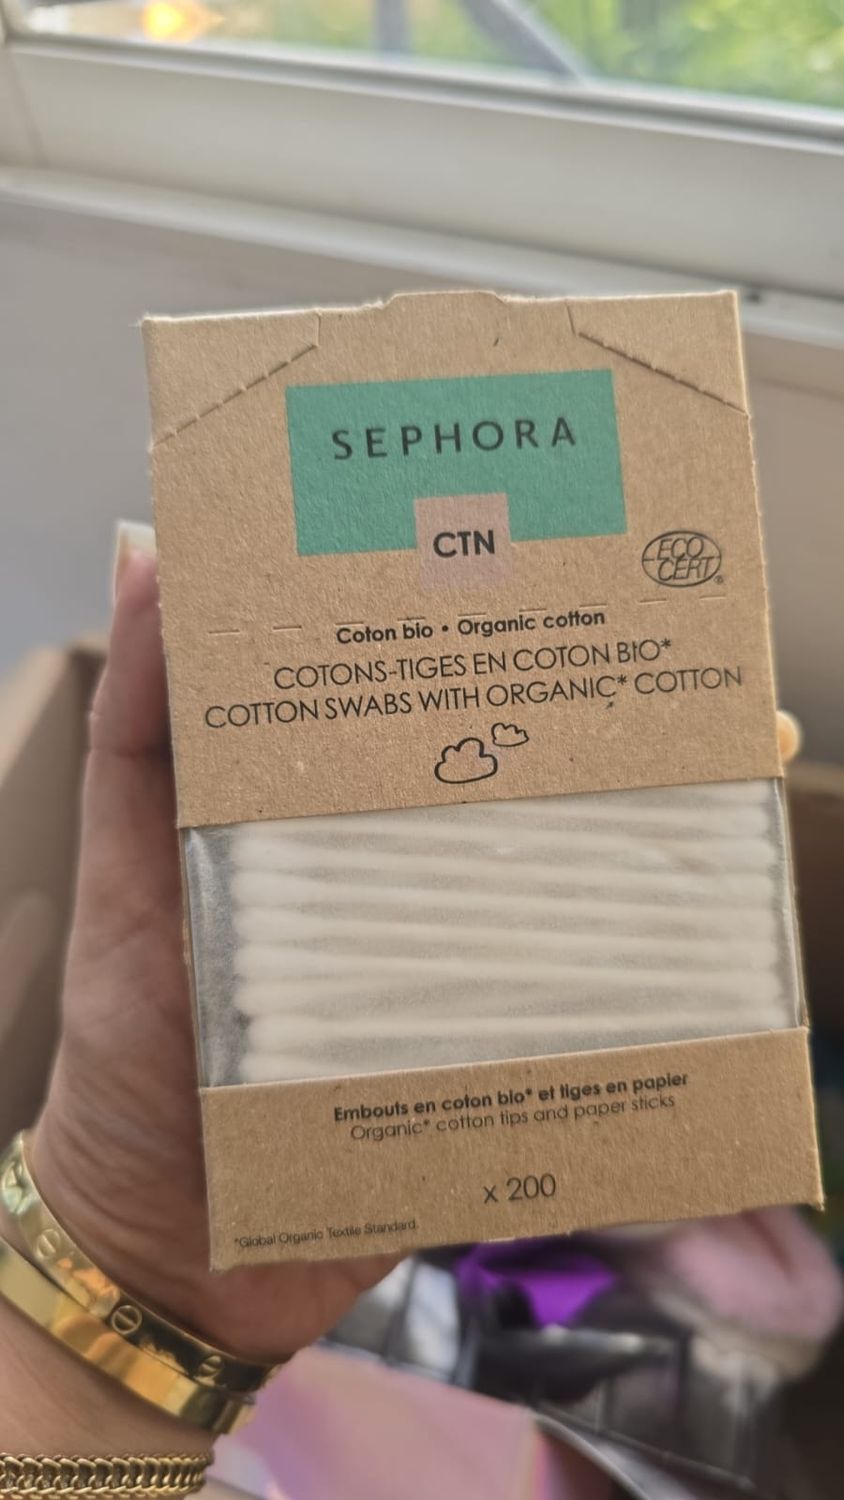 SEPHORA
CTN
ECO
CERT®
Coton bio • Organic cotton
COTONS-TIGES EN COTON BIO*
COTTON SWABS WITH ORGANIC* COTTON
Embouts en coton bio* et tiges en papier
Organic* cotton tips and paper sticks
x 200
*Global Organic Textile Standard.